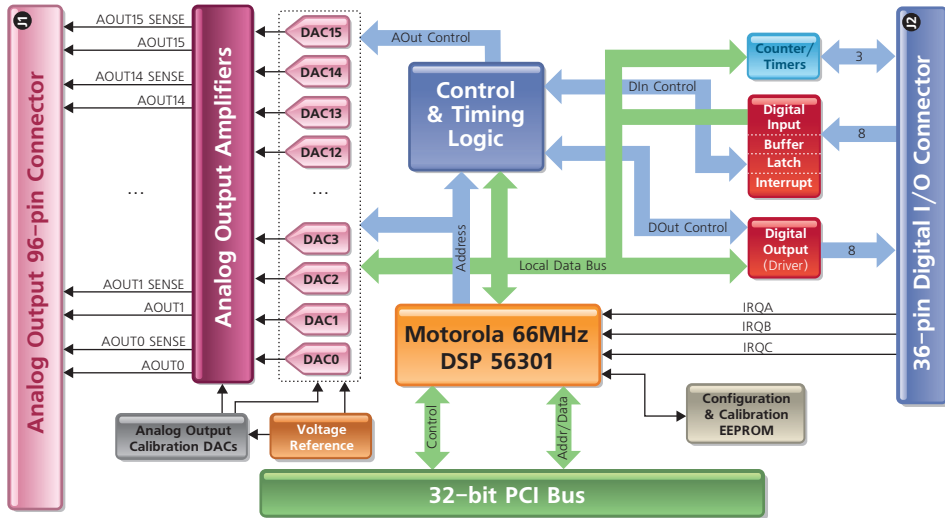 J1
Analog Output 96-pin Connector
AOUT15 SENSE
AOUT15
AOUT14 SENSE
AOUT14
...
AOUT1 SENSE
AOUT1
AOUT0 SENSE
AOUT0
Analog Output Amplifiers
DAC15
DAC14
DAC13
DAC12
...
DAC3
DAC2
DAC1
DAC0
Analog Output
Calibration DACs
Voltage
Reference
AOut Control
Control
& Timing
Logic
DIn Control
DOut Control
Address
Local Data Bus
Motorola 66MHz
DSP 56301
Control
Addr/Data
32-bit PCI Bus
Counter/
Timers
3
Digital
Input
Buffer
Latch
Interrupt
8
Digital
Output
(Driver)
8
IRQA
IRQB
IRQC
Configuration
& Calibration
EEPROM
J2
36-pin Digital I/O Connector